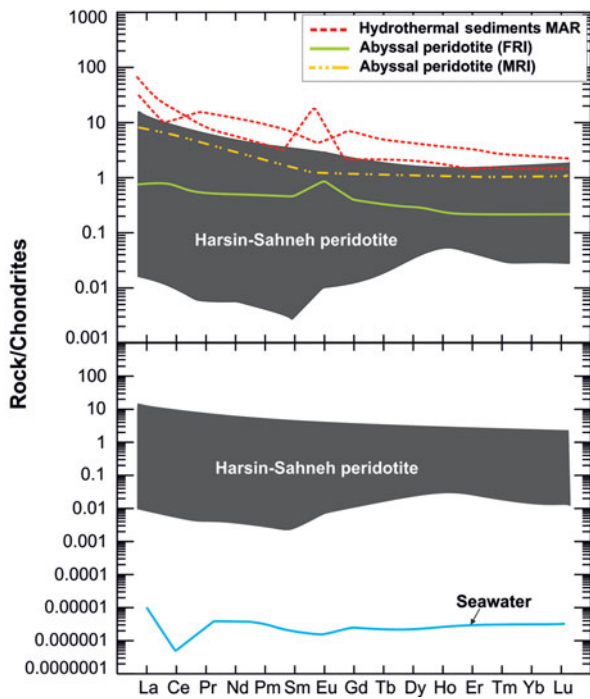 Rock/Chondrites
1000
100
10
1
0.1
0.01
0.001
Hydrothermal sediments MAR
Abyssal peridotite (FRI)
Abyssal peridotite (MRI)
Harsin-Sahneh peridotite
100
10
1
0.1
0.01
0.001
0.0001
0.00001
0.000001
0.0000001
Harsin-Sahneh peridotite
Seawater
La Ce Pr Nd Pm Sm Eu Gd Tb Dy Ho Er Tm Yb Lu